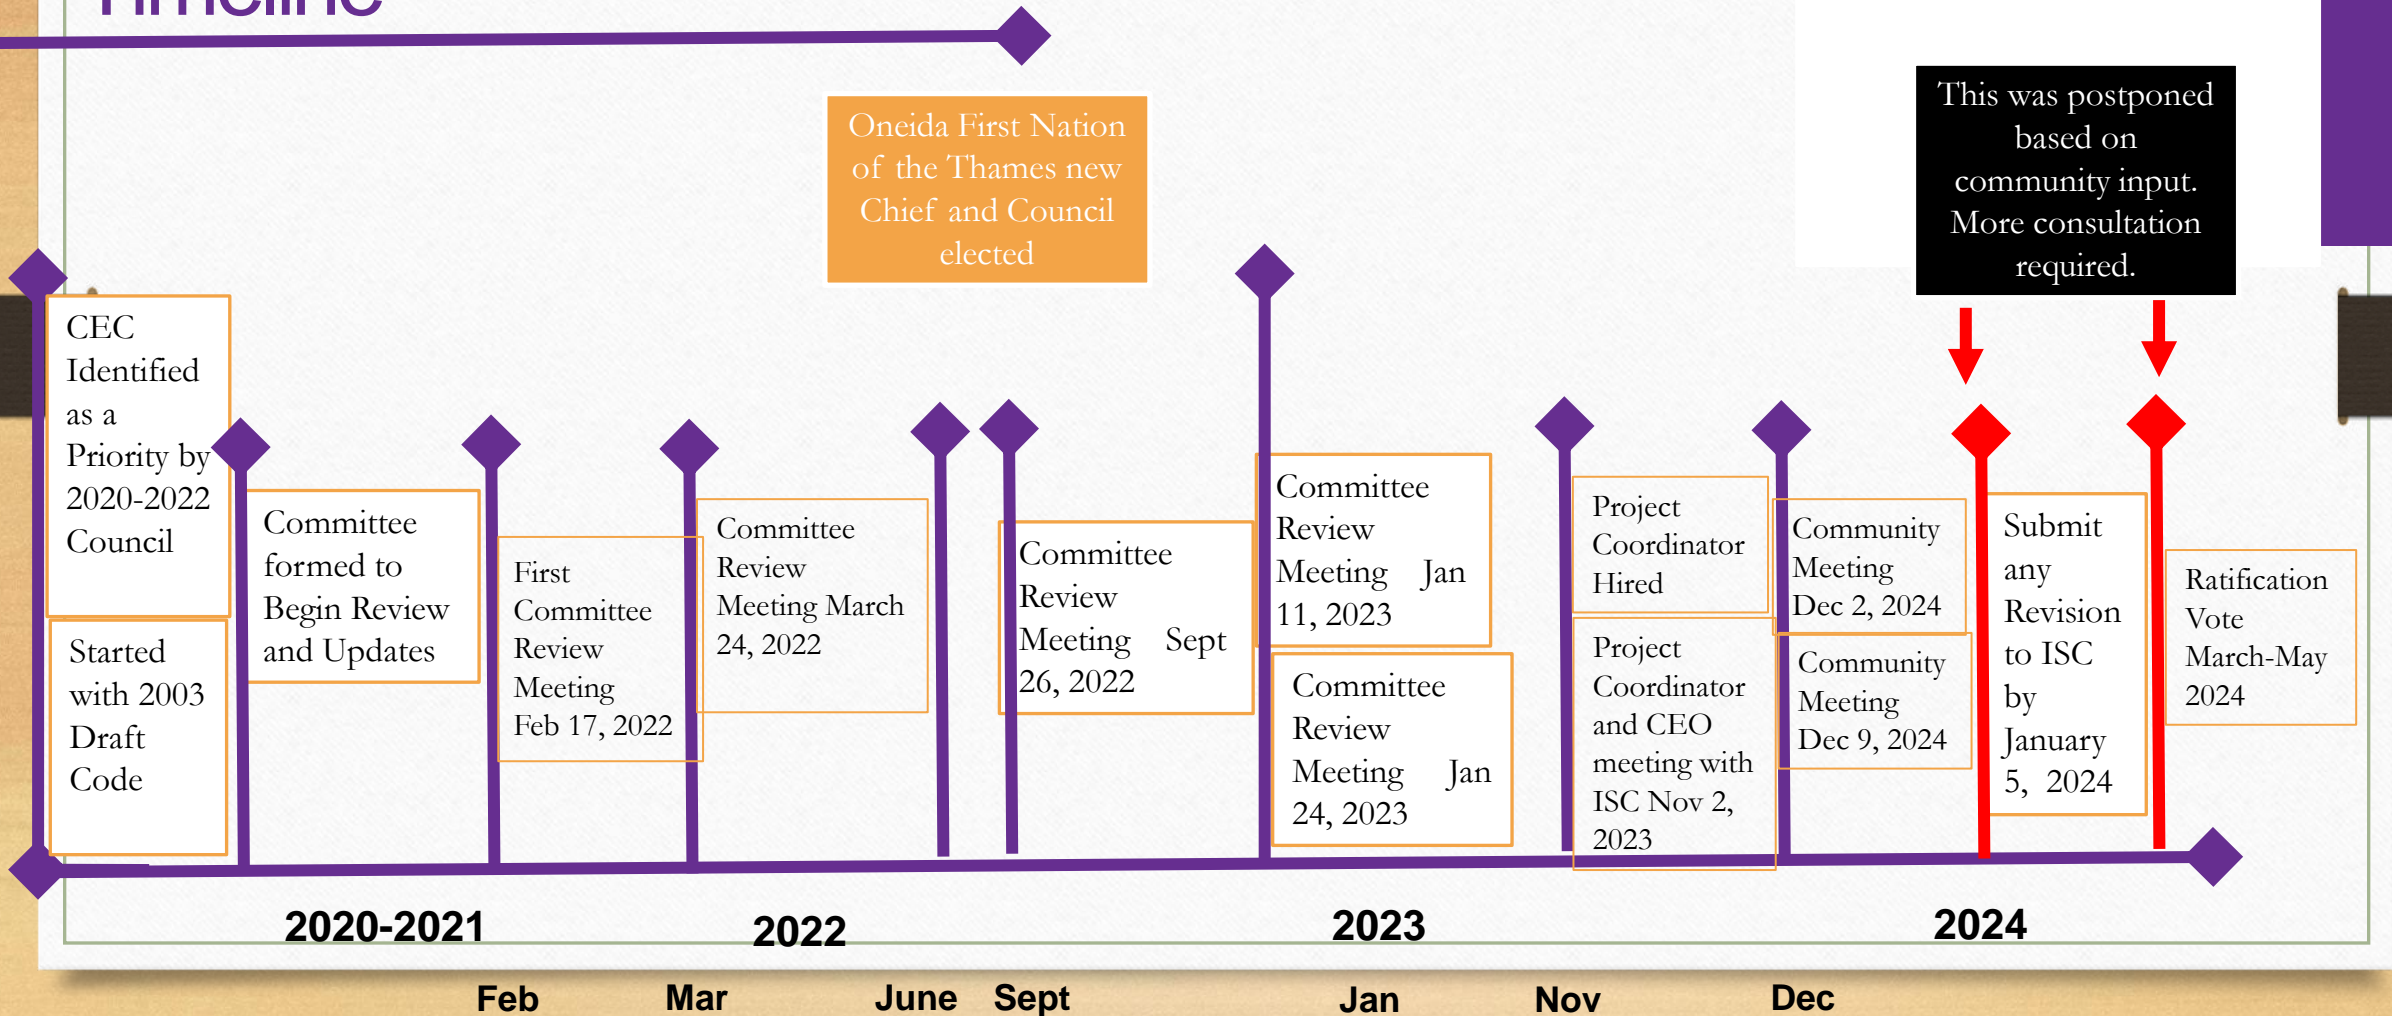 Timeline
Oneida First Nation
of the Thames new
Chief and Council
elected
This was postponed
based on
community input.
More consultation
required.
CEC
Identified
as a
Priority by
2020-2022
Council
Started
with 2003
Draft
Code
Committee
formed to
Begin Review
and Updates
First
Committee
Review
Meeting
Feb 17, 2022
Committee
Review
Meeting March
24, 2022
Committee
Review
Meeting Sept
26, 2022
Committee
Review
Meeting Jan
11, 2023
Committee
Review
Meeting Jan
24, 2023
Project
Coordinator
Hired
Project
Coordinator
and CEO
meeting with
ISC Nov 2,
2023
Community
Meeting
Dec 2, 2024
Community
Meeting
Dec 9, 2024
Submit
any
Revision
to ISC
by
January
5, 2024
Ratification
Vote
March-May
2024
2020-2021
2022
2023
2024
Feb
Mar
June
Sept
Jan
Nov
Dec